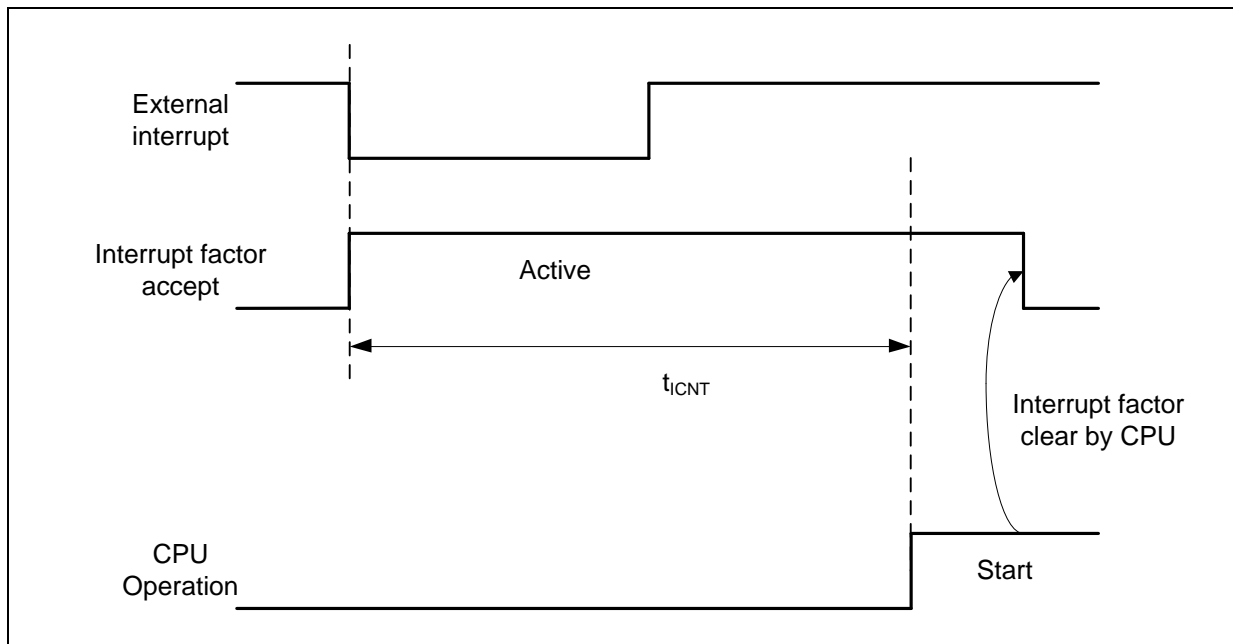 External
interrupt
Interrupt factor
accept
Active
tICNT
Interrupt factor
clear by CPU
CPU
Operation
Start